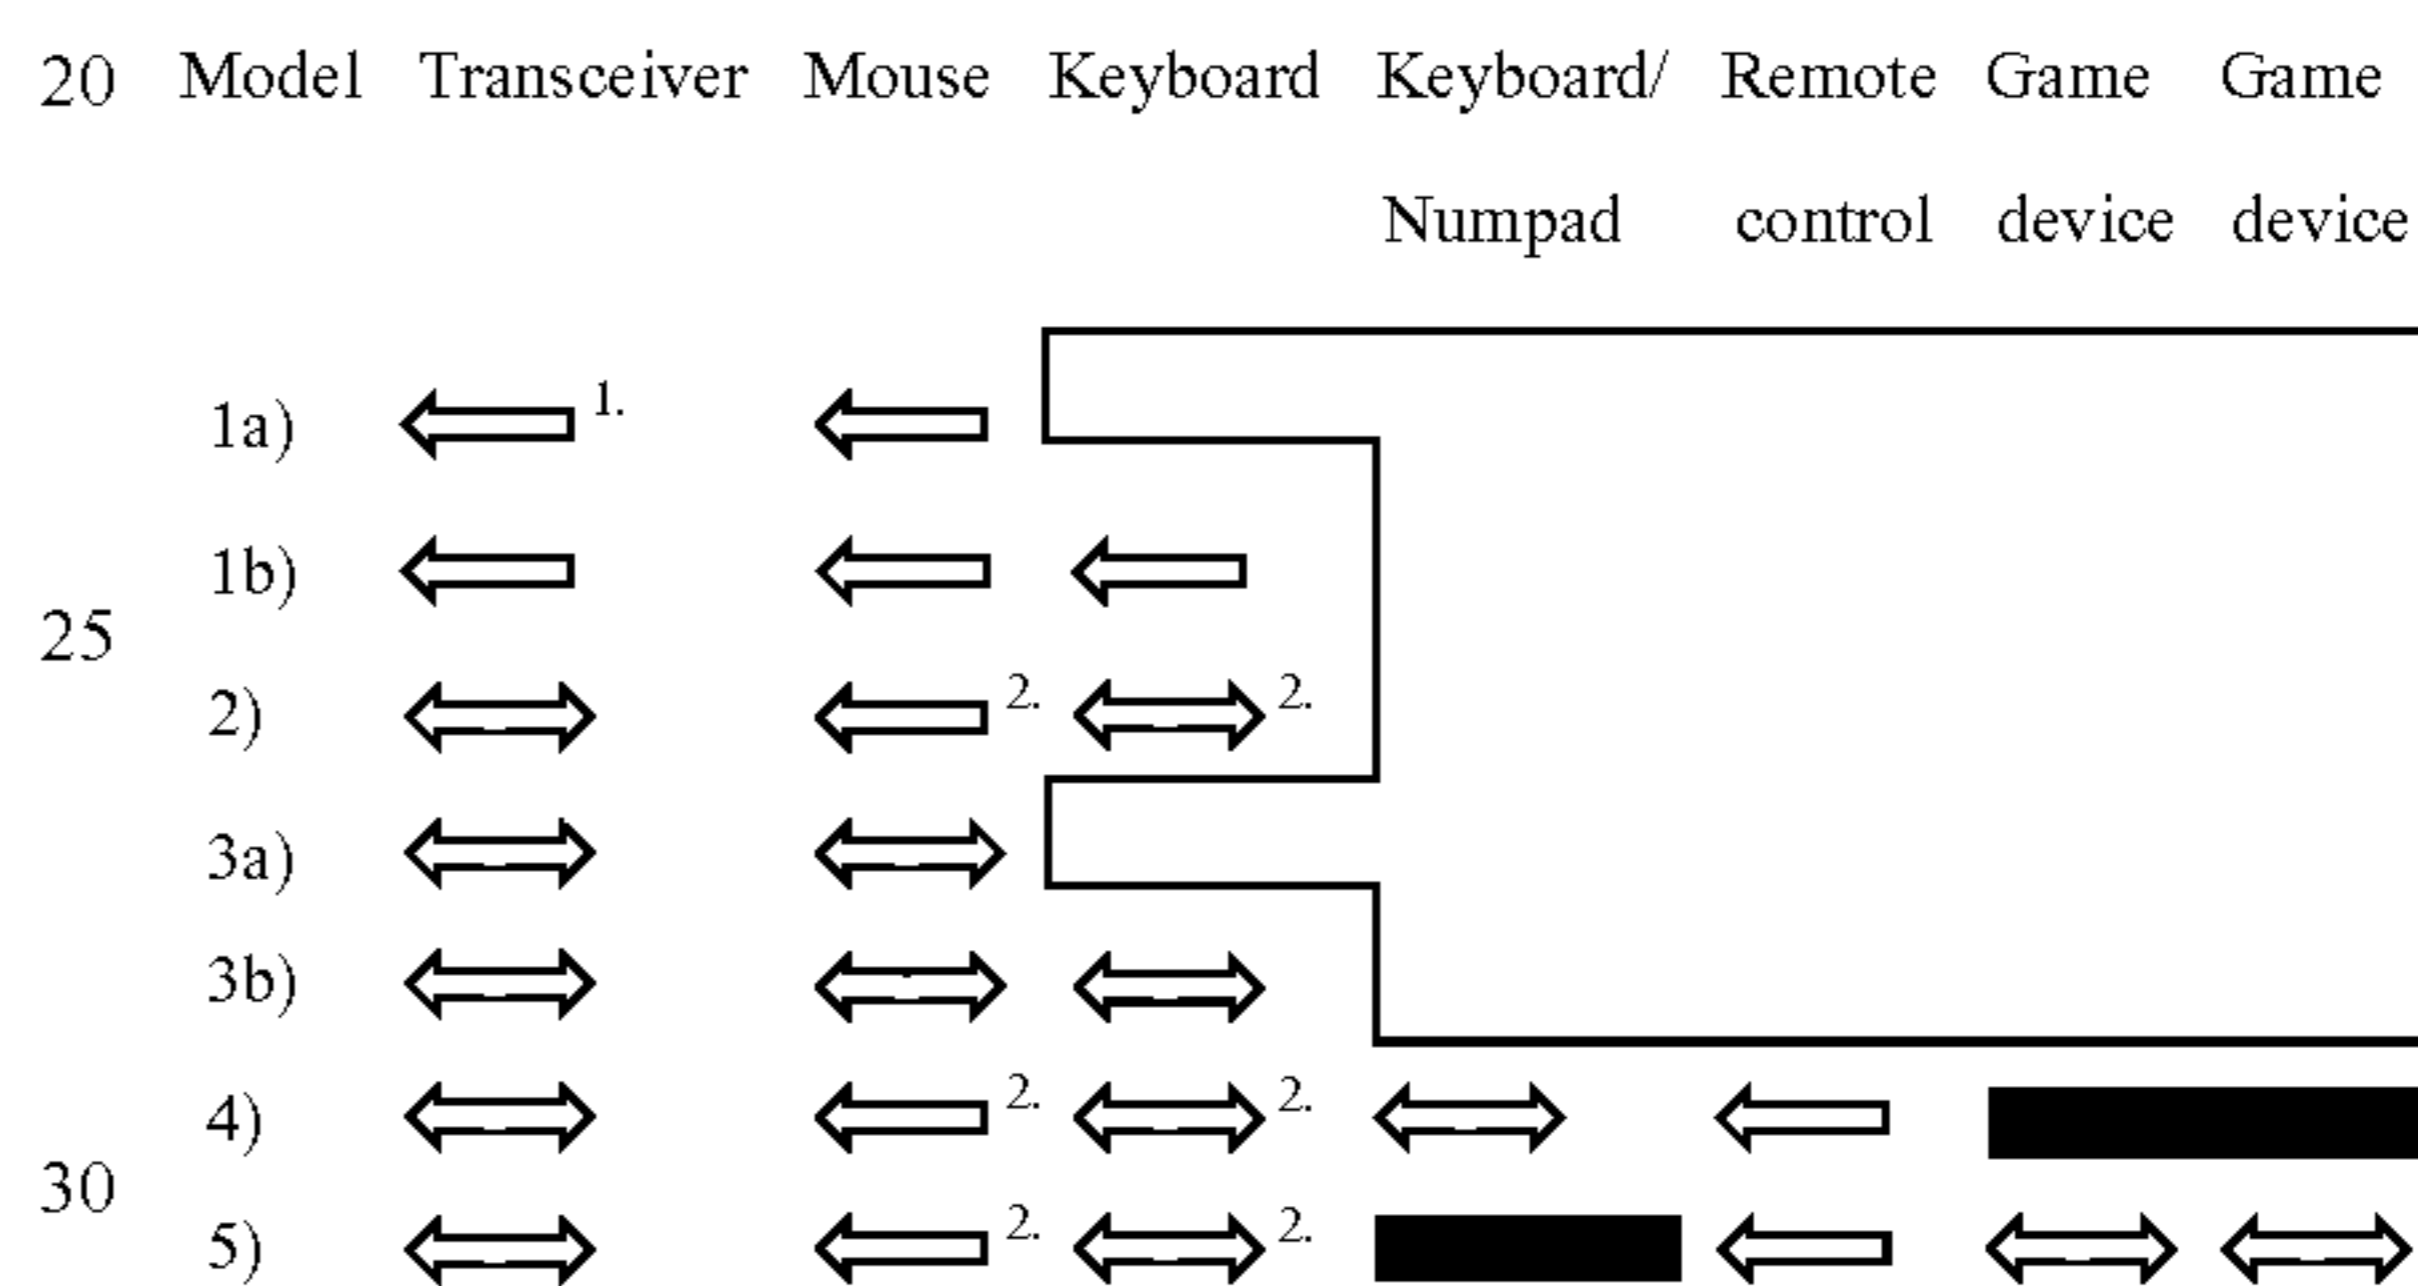 20 Model Transceiver Mouse Keyboard Keyboard/ Remote Game Game
Numpad control device device
1a) 1.
1b)
25
2) 2. 2.
3a)
3b)
4) 2. 2.
30
5) 2. 2.